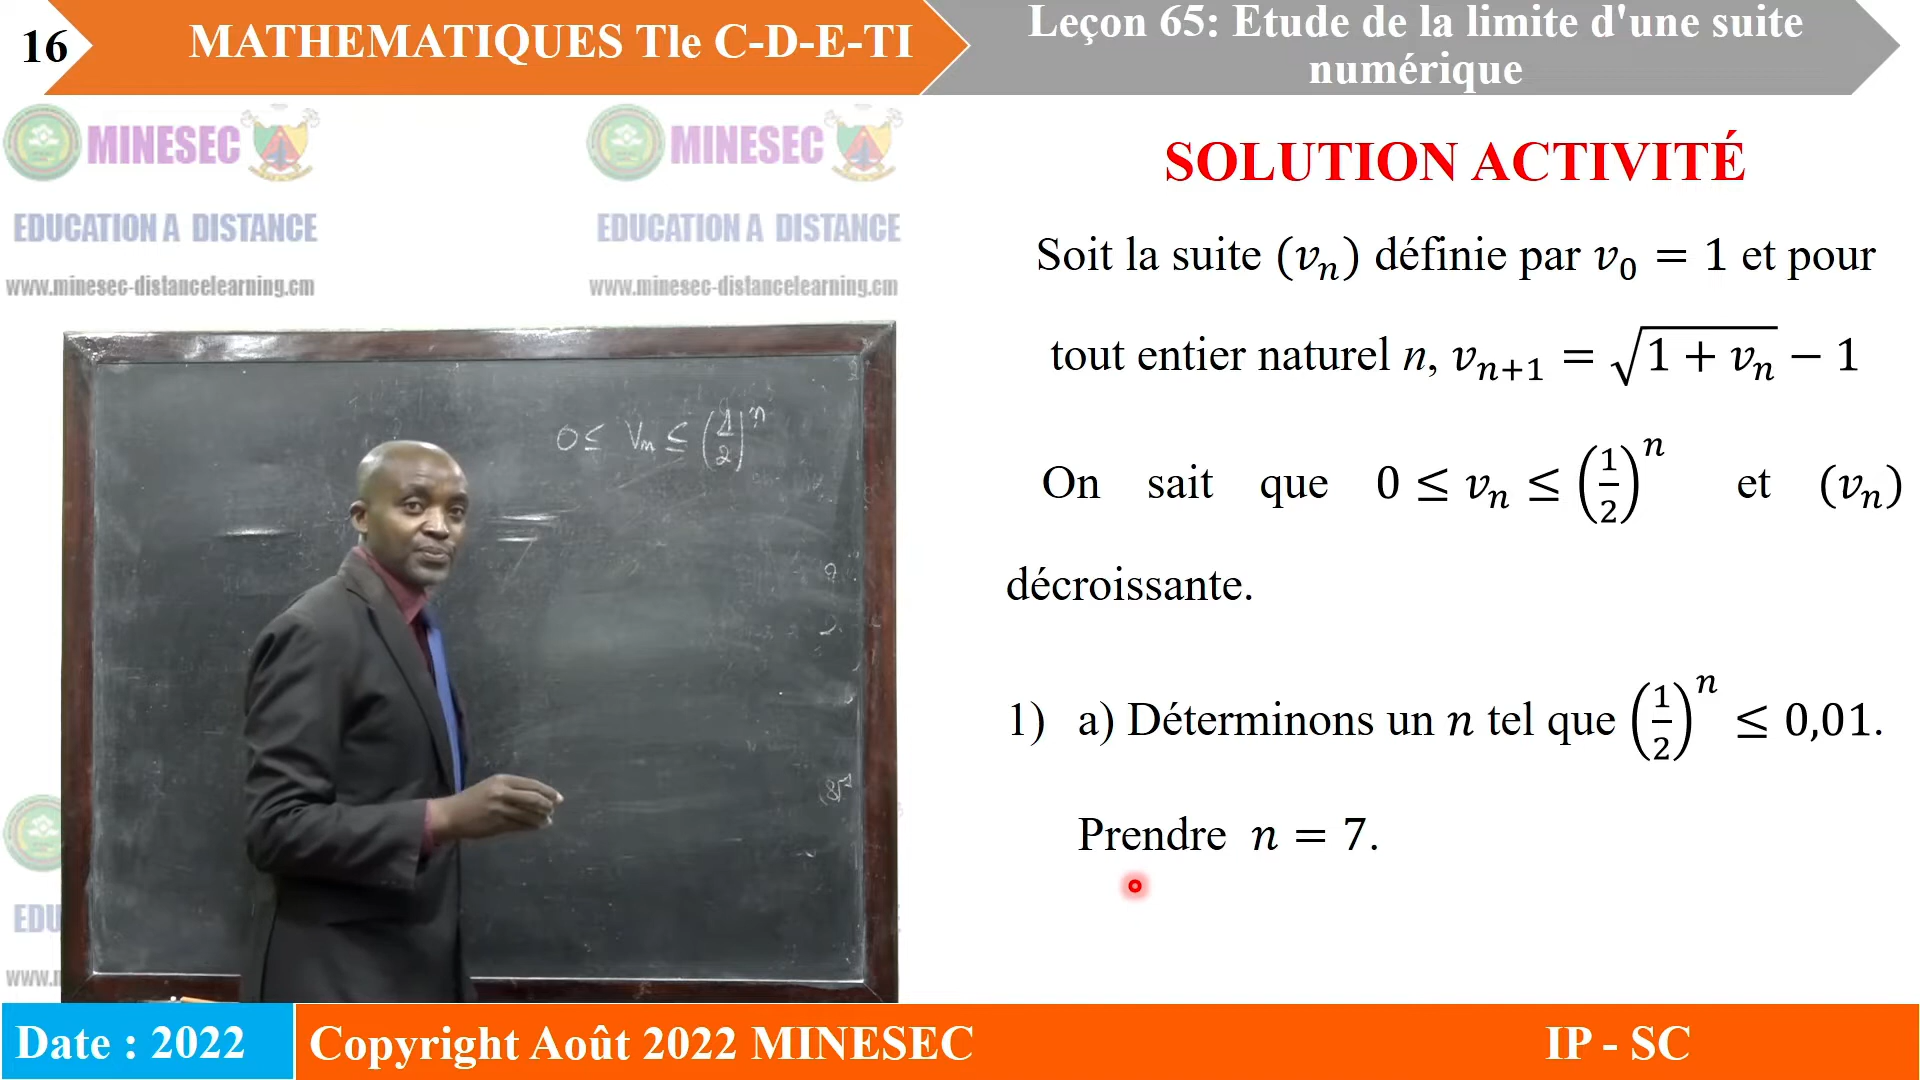 16
MATHEMATIQUES Tle C-D-E-TI
Leçon 65: Etude de la limite d'une suite
numérique
MINESEC
EDUCATION A DISTANCE
www.minesec-distancelearning.cm
MINESEC
EDUCATION A DISTANCE
www.minesec-distancelearning.cm
0 ≤ Vn ≤ (1/2)^n
SOLUTION ACTIVITÉ
Soit la suite (vₙ) définie par v₀ = 1 et pour
tout entier naturel n, vₙ₊₁ = √(1 + vₙ) − 1
On sait que 0 ≤ vₙ ≤ (1/2)^n et (vₙ)
décroissante.
1) a) Déterminons un n tel que (1/2)^n ≤ 0,01.
Prendre n = 7.
EDU
www.
Date : 2022
Copyright Août 2022 MINESEC
IP - SC